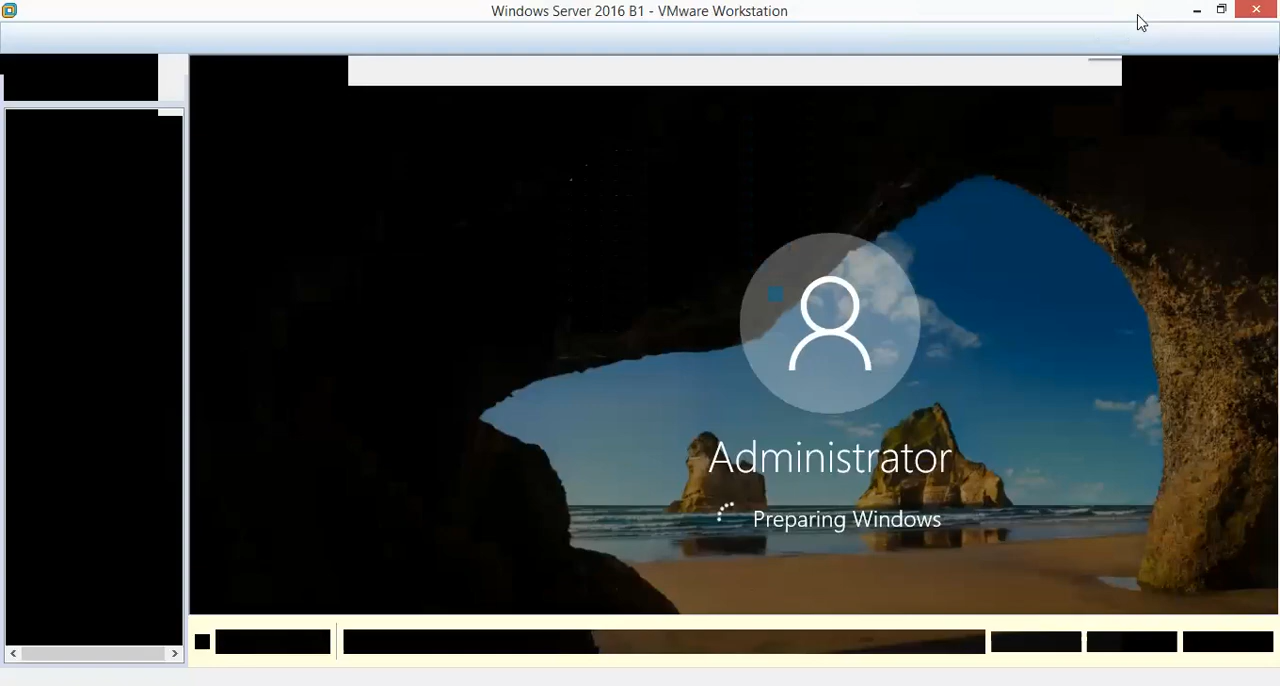 Windows Server 2016 B1 - VMware Workstation
Administrator
Preparing Windows